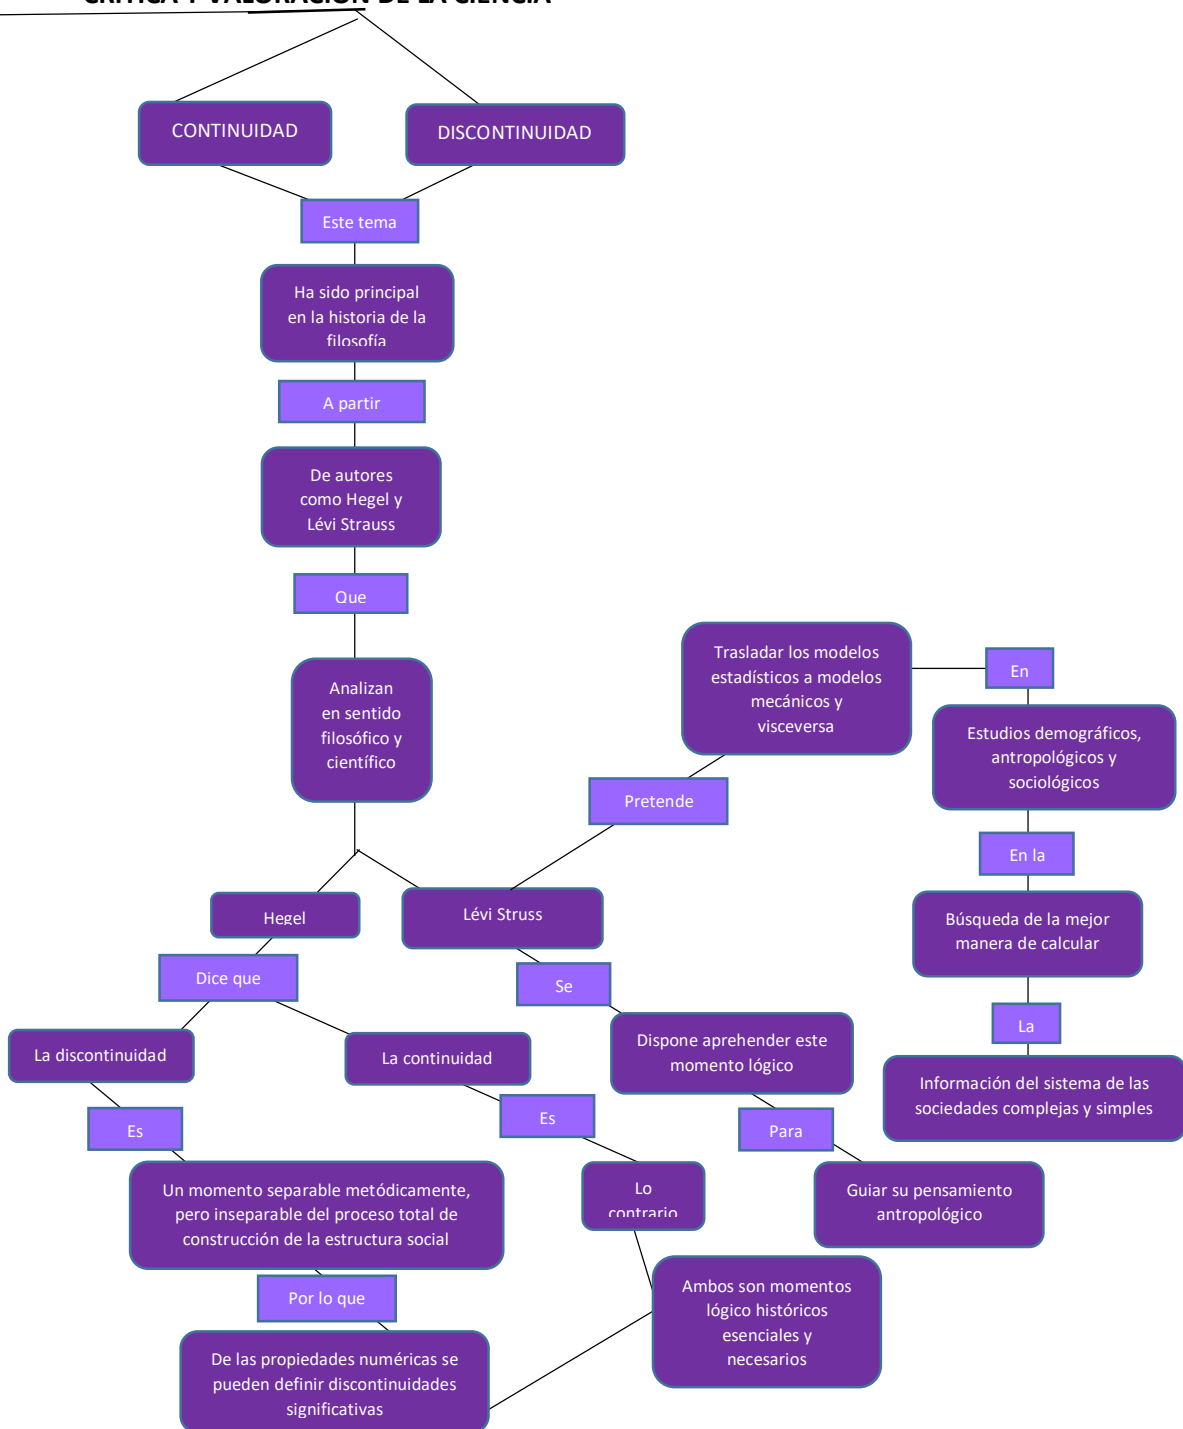 CRITICA Y VALORACION DE LA CIENCIA
CONTINUIDAD
DISCONTINUIDAD
Este tema
Ha sido principal
en la historia de la
filosofía
A partir
De autores
como Hegel y
Lévi Strauss
Que
Analizan
en sentido
filosófico y
científico
Trasladar los modelos
estadísticos a modelos
mecánicos y
visceversa
En
Estudios demográficos,
antropológicos y
sociológicos
Pretende
En la
Hegel
Lévi Struss
Búsqueda de la mejor
manera de calcular
Dice que
Se
La
La discontinuidad
La continuidad
Dispone aprehender este
momento lógico
Información del sistema de las
sociedades complejas y simples
Es
Es
Para
Un momento separable metódicamente,
pero inseparable del proceso total de
construcción de la estructura social
Lo
contrario
Guiar su pensamiento
antropológico
Por lo que
Ambos son momentos
lógico históricos
esenciales y
necesarios
De las propiedades numéricas se
pueden definir discontinuidades
significativas